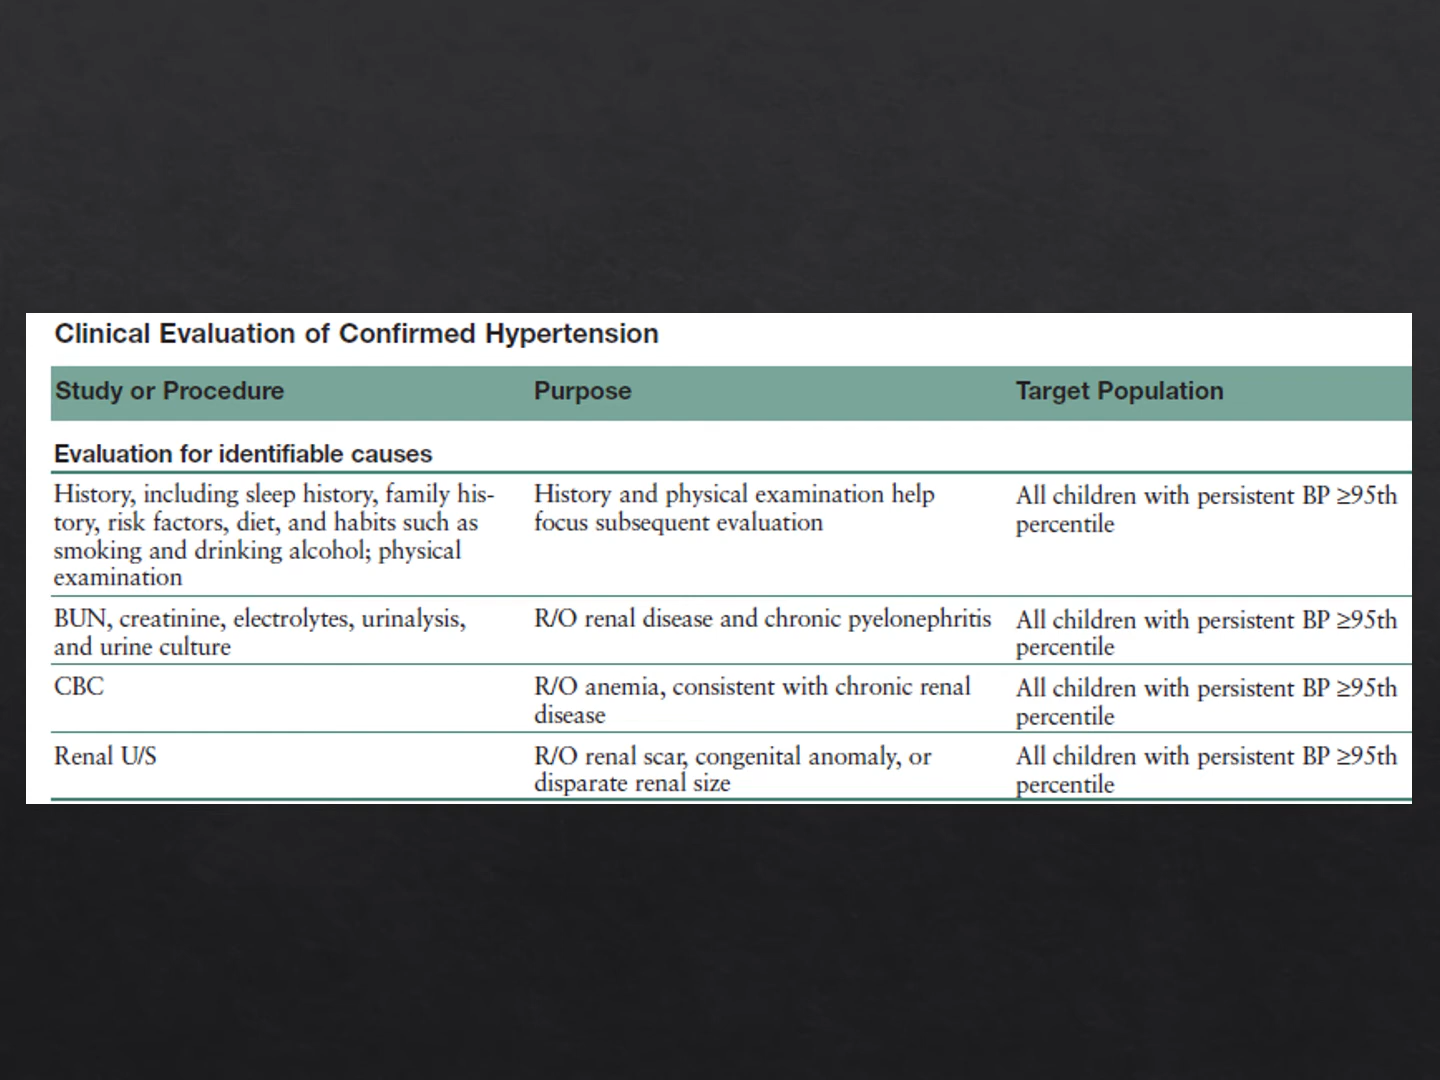 Clinical Evaluation of Confirmed Hypertension
Study or Procedure Purpose Target Population
Evaluation for identifiable causes
History, including sleep history, family his-
tory, risk factors, diet, and habits such as
smoking and drinking alcohol; physical
examination
History and physical examination help
focus subsequent evaluation
All children with persistent BP ≥95th
percentile
BUN, creatinine, electrolytes, urinalysis,
and urine culture
R/O renal disease and chronic pyelonephritis
All children with persistent BP ≥95th
percentile
CBC
R/O anemia, consistent with chronic renal
disease
All children with persistent BP ≥95th
percentile
Renal U/S
R/O renal scar, congenital anomaly, or
disparate renal size
All children with persistent BP ≥95th
percentile